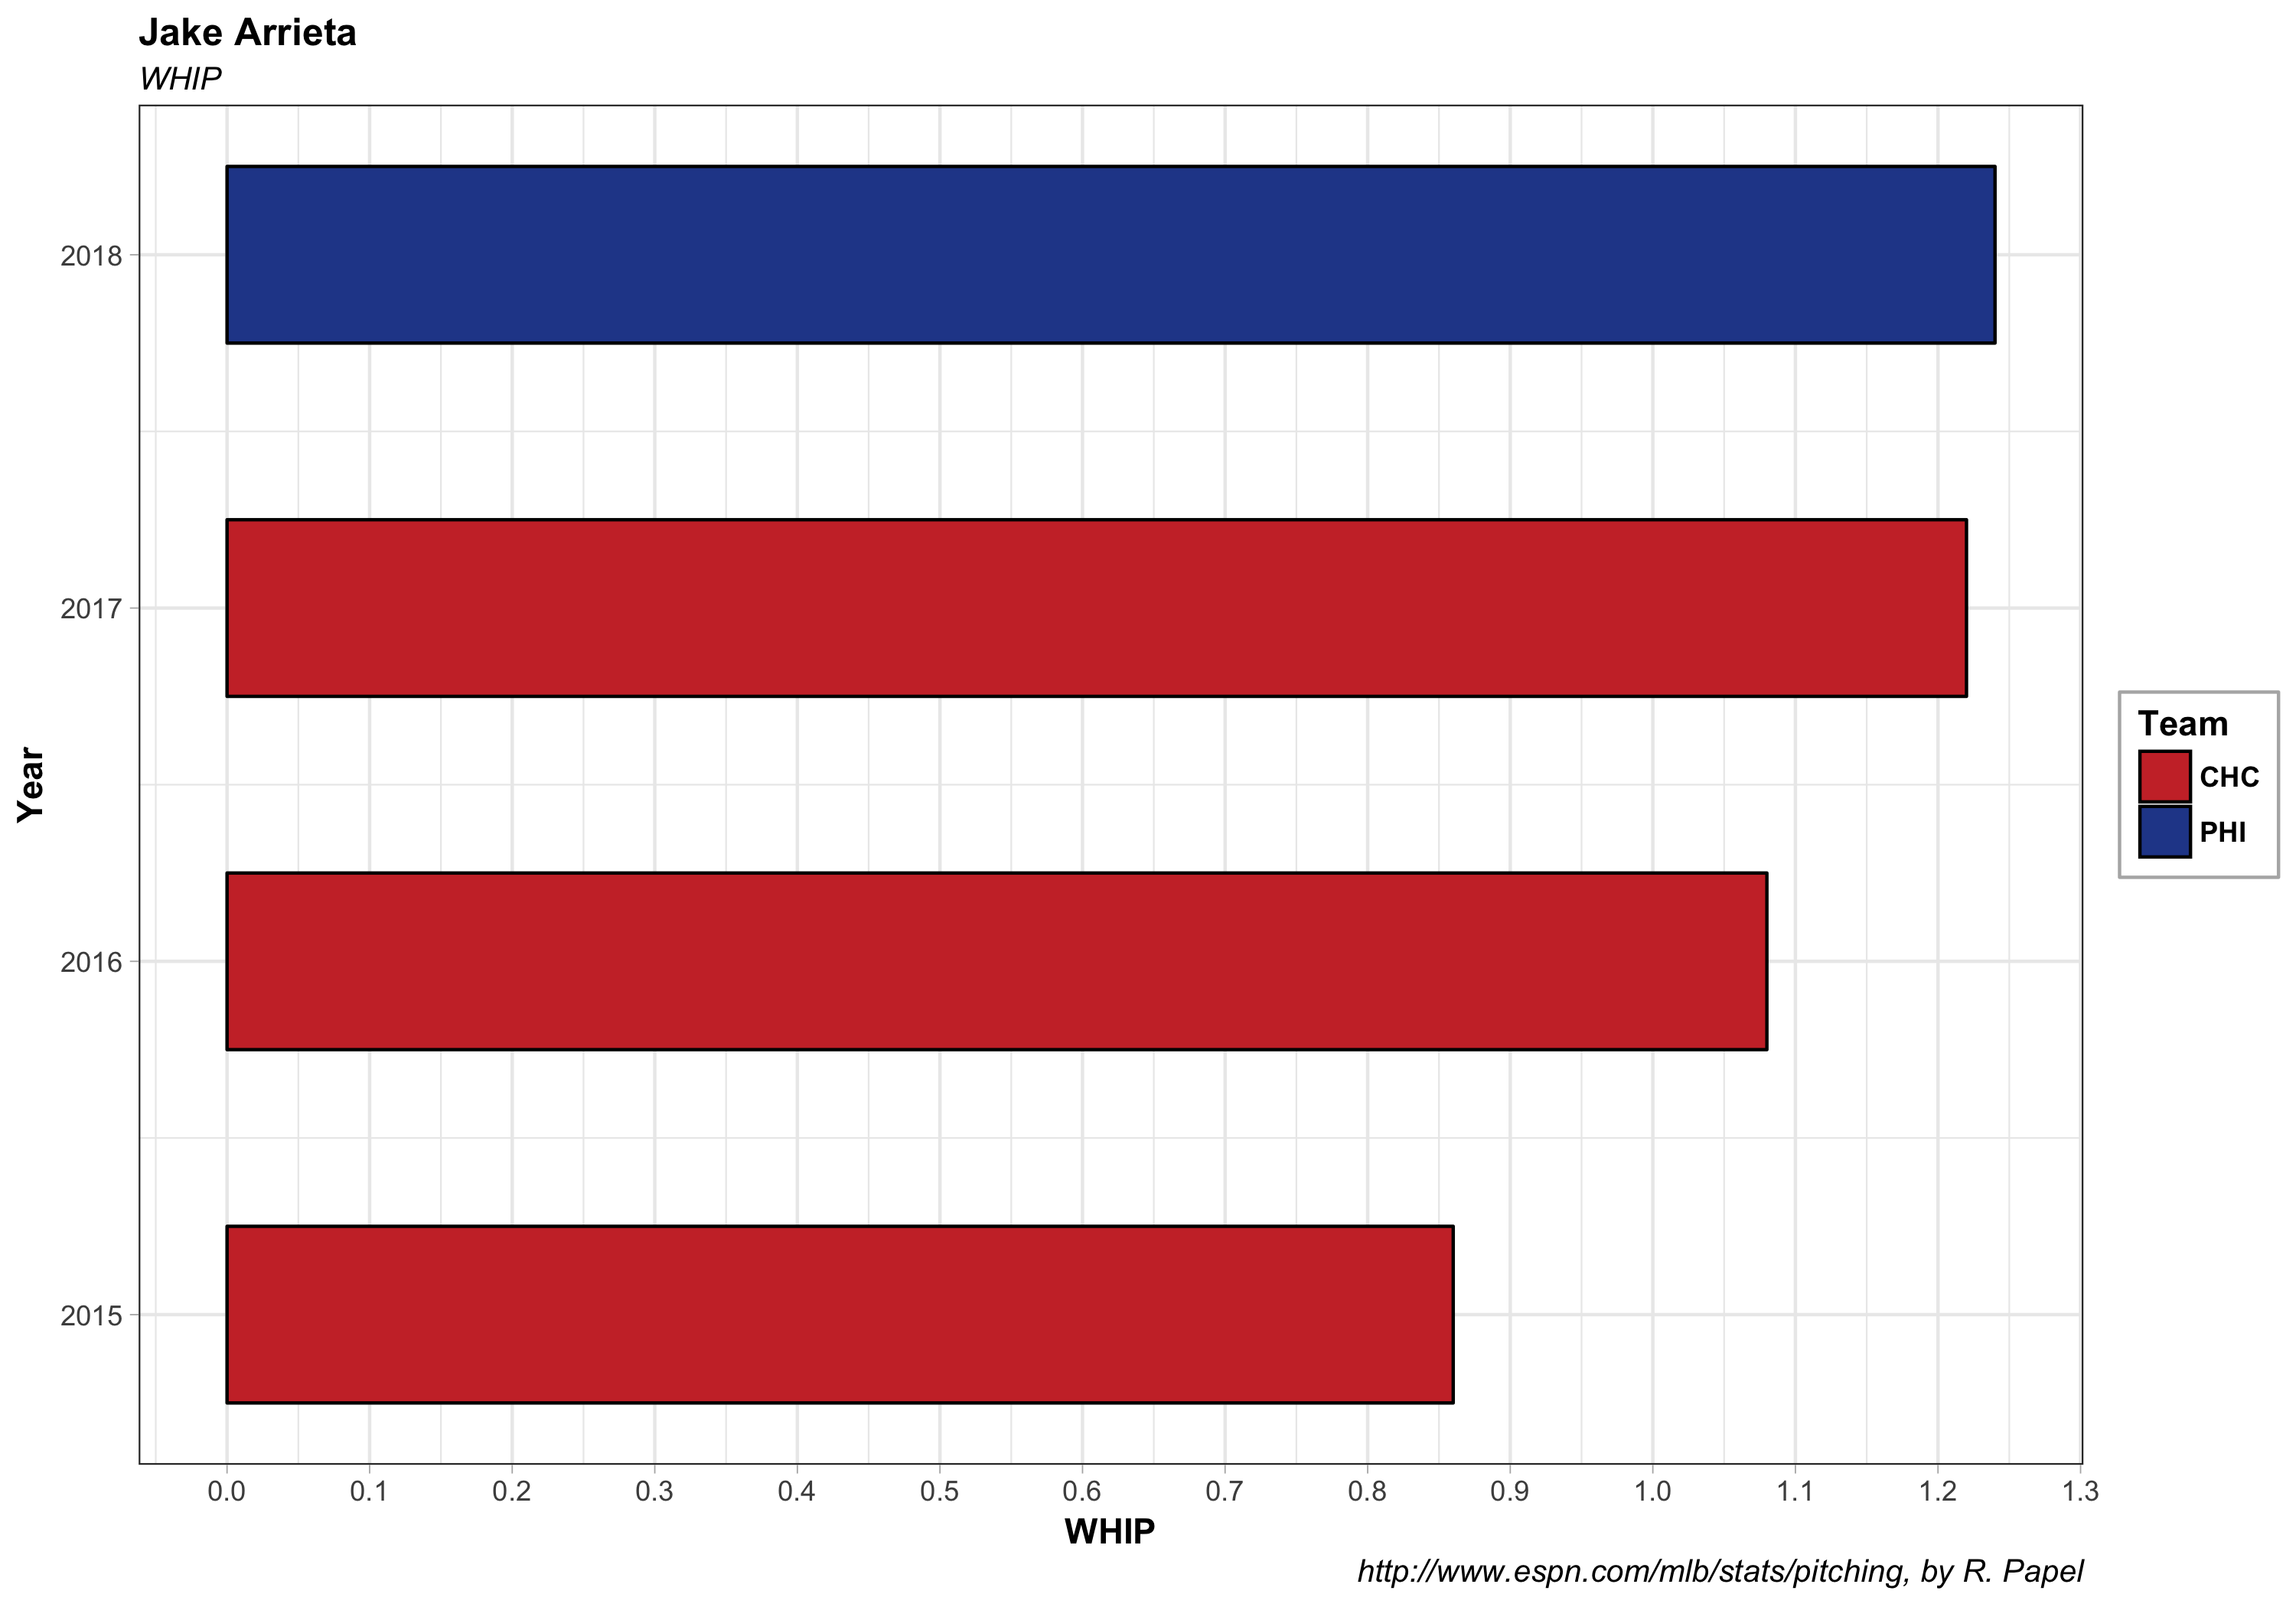 Jake Arrieta
WHIP
2018
2017
2016
2015
Year
0.0 0.1 0.2 0.3 0.4 0.5 0.6 0.7 0.8 0.9 1.0 1.1 1.2 1.3
WHIP
Team
CHC
PHI
http://www.espn.com/mlb/stats/pitching, by R. Papel